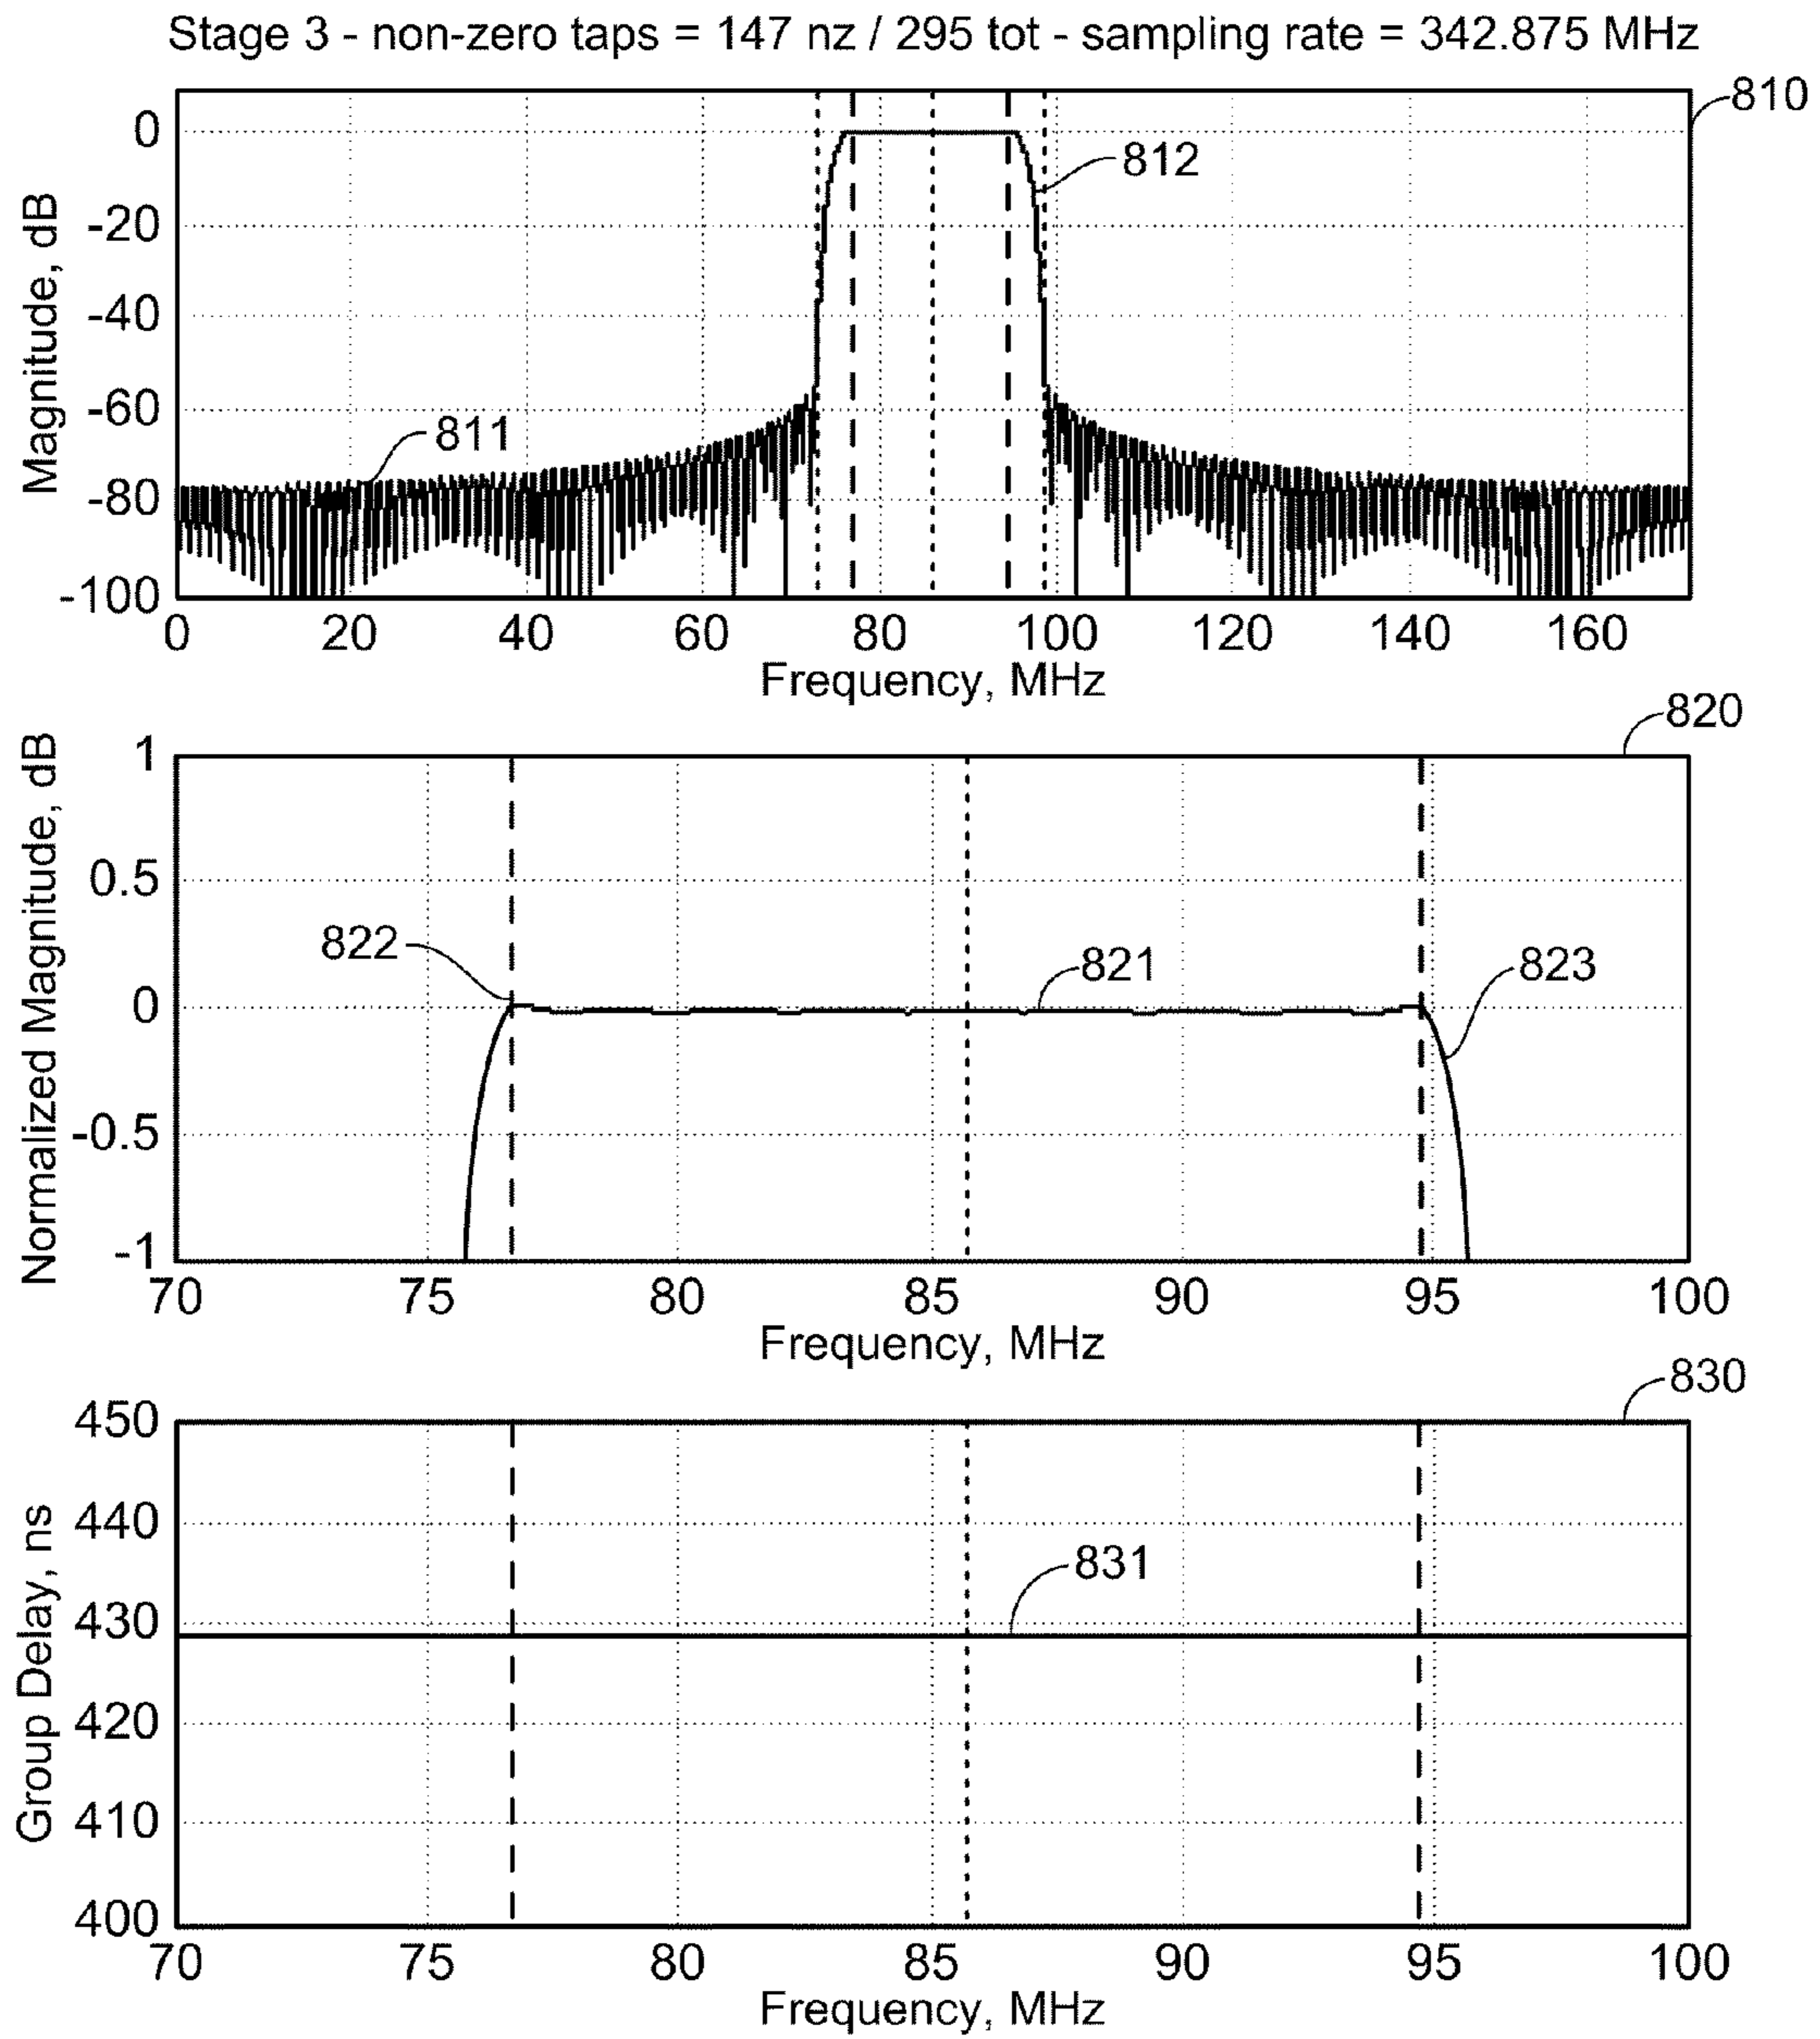 Stage 3 - non-zero taps = 147 nz / 295 tot - sampling rate = 342.875 MHz
810
0
812
-20
Magnitude, dB
-40
-60
811
-80
-100
0 20 40 60 80 100 120 140 160
Frequency, MHz
820
1
0.5
Normalized Magnitude, dB
822
821
823
0
-0.5
-1
70 75 80 85 90 95 100
Frequency, MHz
830
450
440
Group Delay, ns
831
430
420
410
400
70 75 80 85 90 95 100
Frequency, MHz